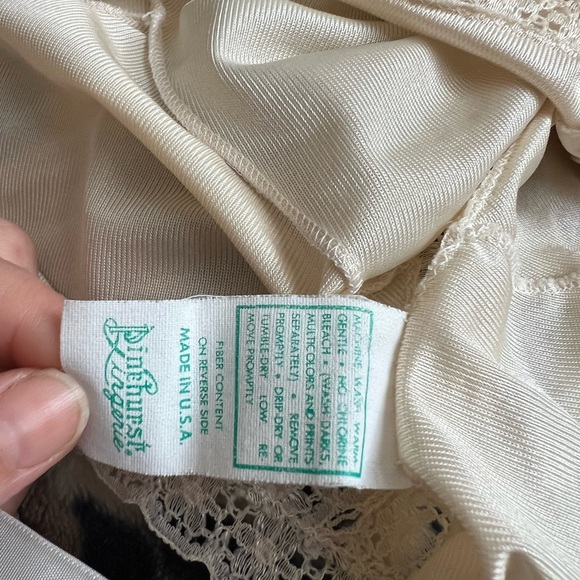 Pinehurst
Lingerie
MADE IN U.S.A.
FIBER CONTENT
ON REVERSE SIDE
MACHINE WASH WARM
GENTLE • NO CHLORINE
BLEACH • (WASH DARKS,
MULTICOLORS AND PRINTS
SEPARATELY) • REMOVE
PROMPTLY • DRIP-DRY OR
TUMBLE-DRY LOW RE-
MOVE PROMPTLY